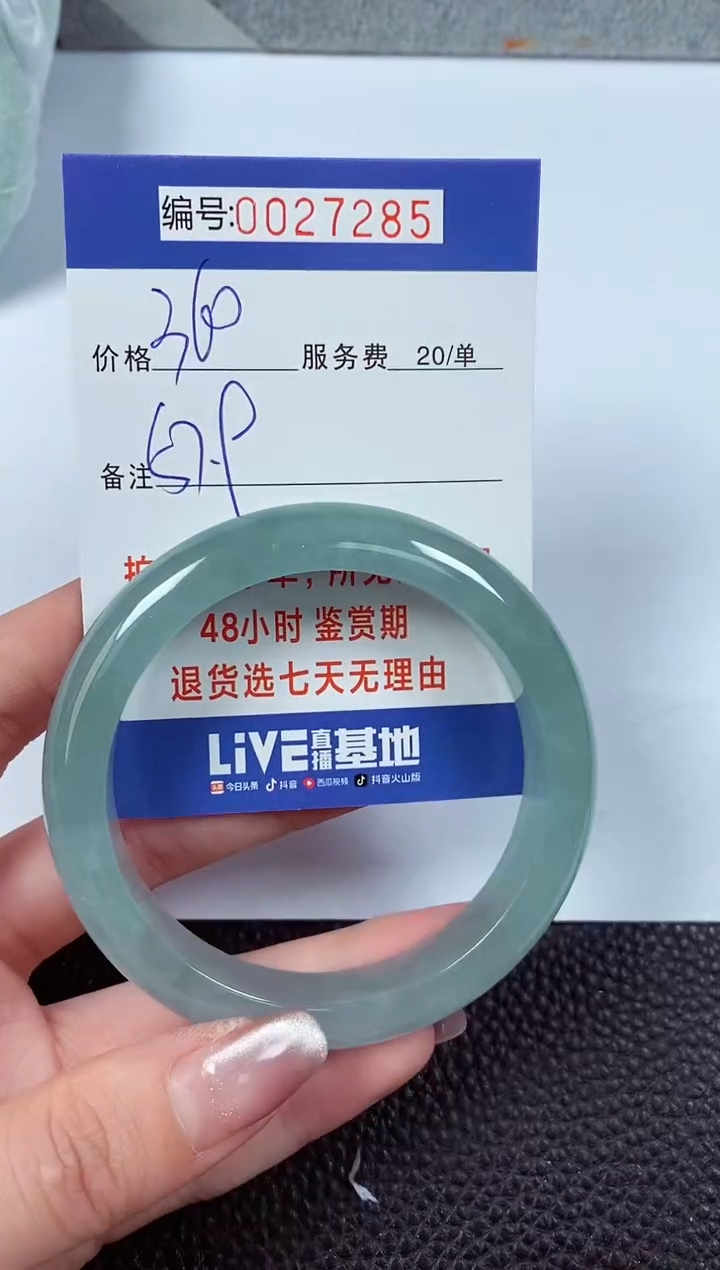 编号:0027285
价格 360 服务费 20/单
备注 57.9
48小时 鉴赏期
退货选七天无理由
LiVE直播基地
今日头条 抖音 西瓜视频 抖音火山版